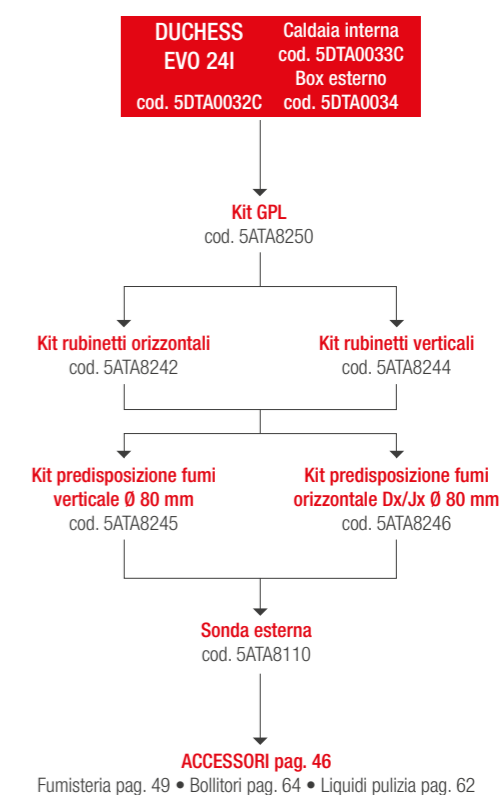 DUCHESS
EVO 24I
cod. 5DTA0032C
Caldaia interna
cod. 5DTA0033C
Box esterno
cod. 5DTA0034
Kit GPL
cod. 5ATA8250
Kit rubinetti orizzontali
cod. 5ATA8242
Kit rubinetti verticali
cod. 5ATA8244
Kit predisposizione fumi
verticale Ø 80 mm
cod. 5ATA8245
Kit predisposizione fumi
orizzontale Dx/Jx Ø 80 mm
cod. 5ATA8246
Sonda esterna
cod. 5ATA8110
ACCESSORI pag. 46
Fumisteria pag. 49 • Bollitori pag. 64 • Liquidi pulizia pag. 62